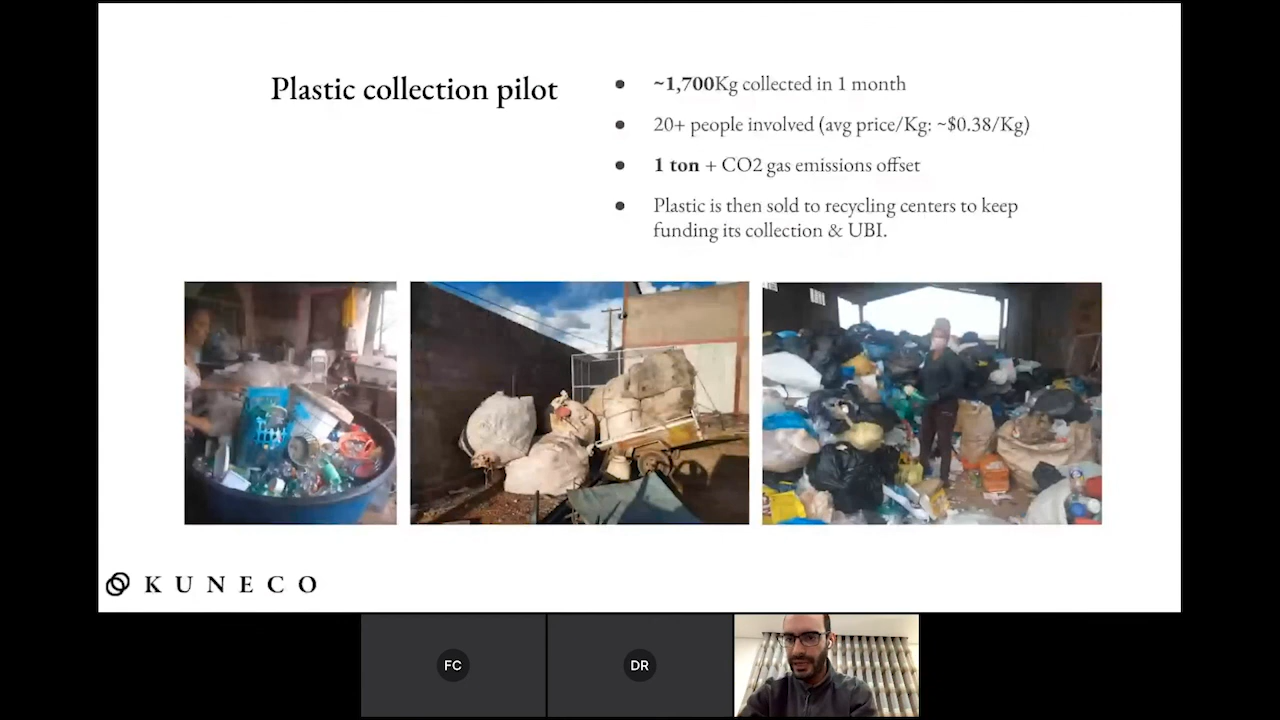 Plastic collection pilot
● ~1,700Kg collected in 1 month
● 20+ people involved (avg price/Kg: ~$0.38/Kg)
● 1 ton + CO2 gas emissions offset
● Plastic is then sold to recycling centers to keep
funding its collection & UBI.
KUNECO
FC
DR